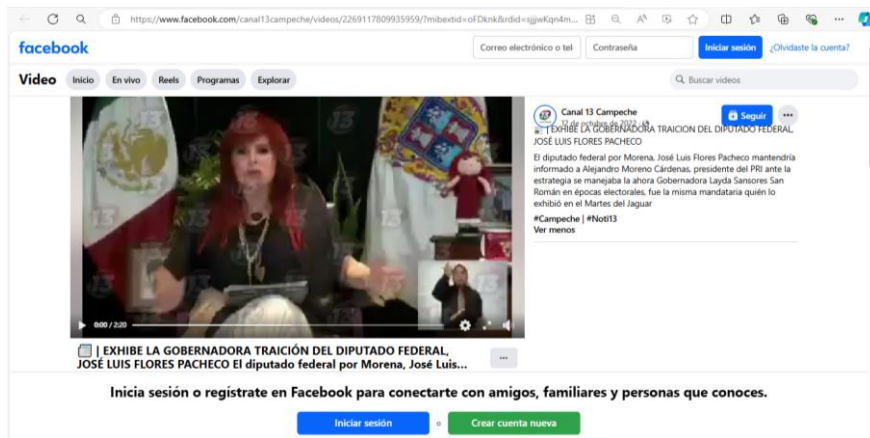 https://www.facebook.com/canal13campeche/videos/2269117809935959/?mibextid=oFDknk&rdid=sjjwKqn4m...
facebook
Correo electrónico o tel
Contraseña
Iniciar sesión
¿Olvidaste la cuenta?
Video
Inicio
En vivo
Reels
Programas
Explorar
Buscar videos
Canal 13 Campeche
12 de octubre de 2022
Seguir
| EXHIBE LA GOBERNADORA TRAICION DEL DIPUTADO FEDERAL,
JOSÉ LUIS FLORES PACHECO
El diputado federal por Morena, José Luis Flores Pacheco mantendría
informado a Alejandro Moreno Cárdenas, presidente del PRI ante la
estrategia se manejaba la ahora Gobernadora Layda Sansores San
Román en épocas electorales, fue la misma mandataria quién lo
exhibió en el Martes del Jaguar
#Campeche | #Noti13
Ver menos
13
0:00 / 2:20
| EXHIBE LA GOBERNADORA TRAICIÓN DEL DIPUTADO FEDERAL,
JOSÉ LUIS FLORES PACHECO El diputado federal por Morena, José Luis...
Inicia sesión o regístrate en Facebook para conectarte con amigos, familiares y personas que conoces.
Iniciar sesión
o
Crear cuenta nueva